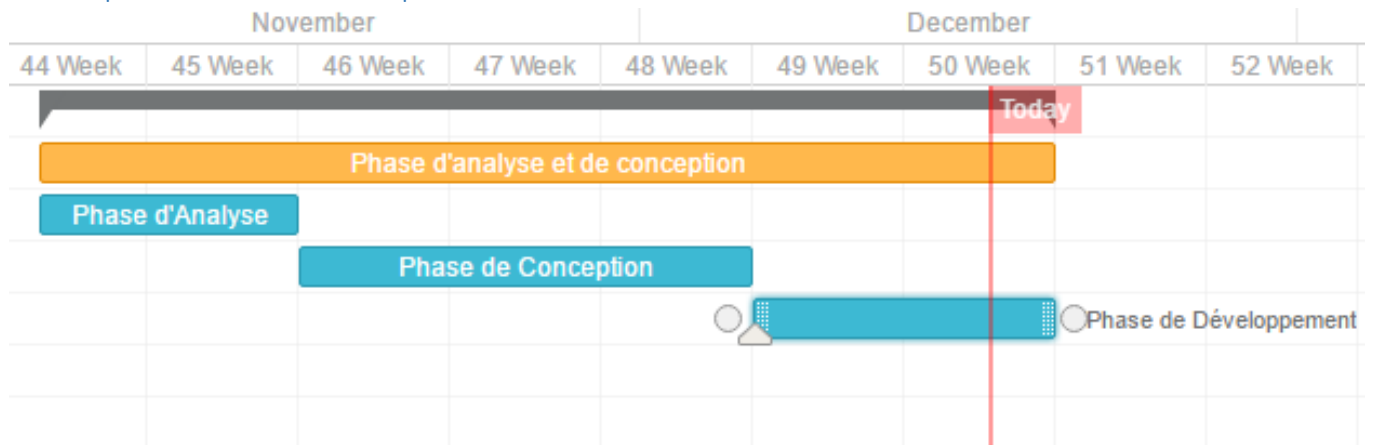 November December
44 Week 45 Week 46 Week 47 Week 48 Week 49 Week 50 Week 51 Week 52 Week
Today
Phase d'analyse et de conception
Phase d'Analyse
Phase de Conception
Phase de Développement